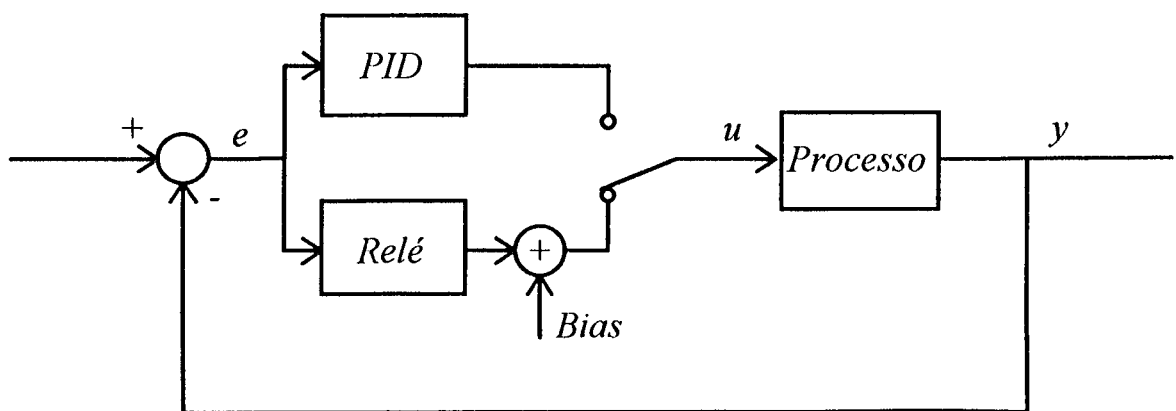 PID
+
e
u
y
Processo
-
Relé
+
Bias